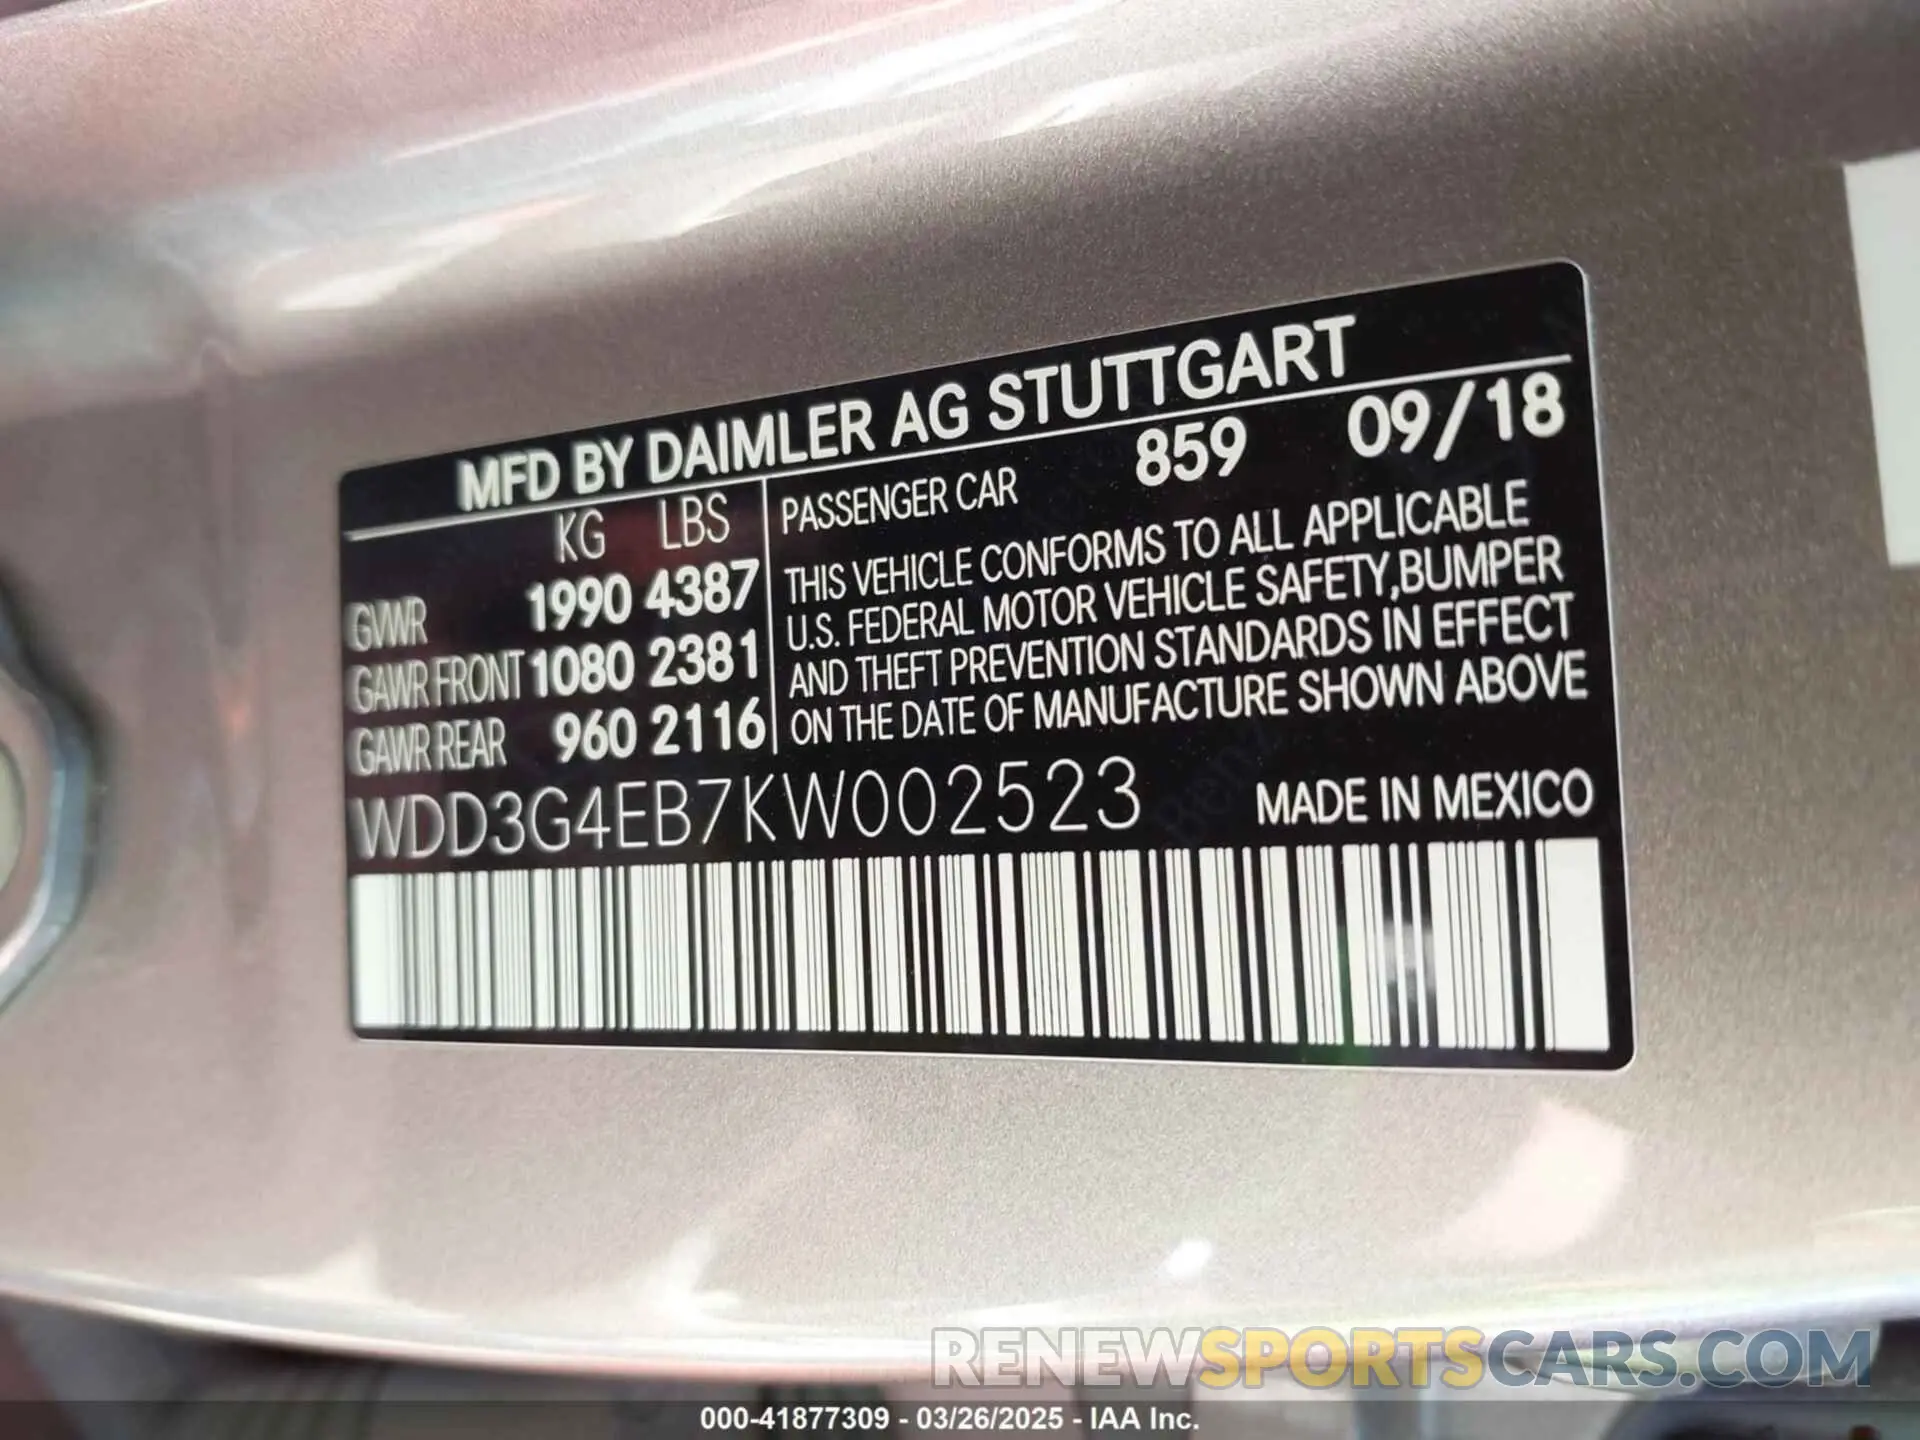 MFD BY DAIMLER AG STUTTGART
KG LBS
GVWR 1990 4387
GAWR FRONT 1080 2381
GAWR REAR 960 2116
PASSENGER CAR 859 09/18
THIS VEHICLE CONFORMS TO ALL APPLICABLE
U.S. FEDERAL MOTOR VEHICLE SAFETY,BUMPER
AND THEFT PREVENTION STANDARDS IN EFFECT
ON THE DATE OF MANUFACTURE SHOWN ABOVE
WDD3G4EB7KW002523 MADE IN MEXICO
RENEWSPORTSCARS.COM
000-41877309 - 03/26/2025 - IAA Inc.